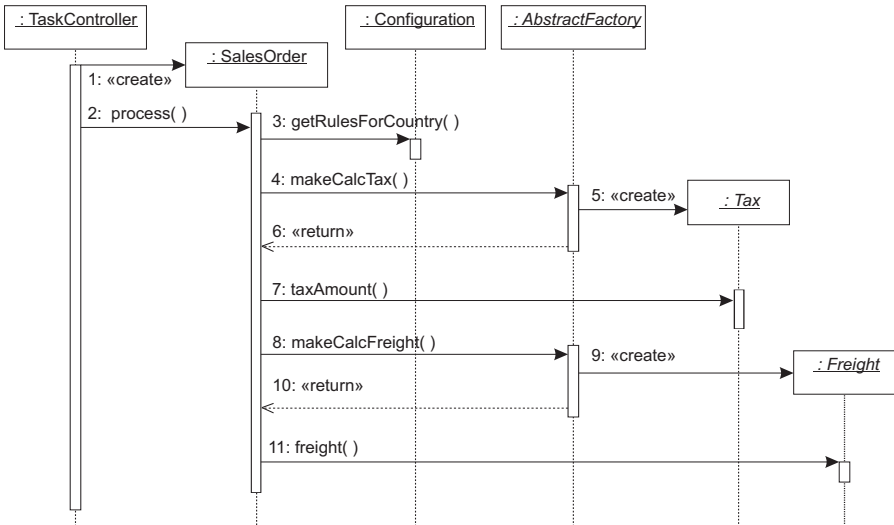 : TaskController
: Configuration
: AbstractFactory
: SalesOrder
1: «create»
2: process( )
3: getRulesForCountry( )
4: makeCalcTax( )
5: «create»
: Tax
6: «return»
7: taxAmount( )
8: makeCalcFreight( )
9: «create»
: Freight
10: «return»
11: freight( )